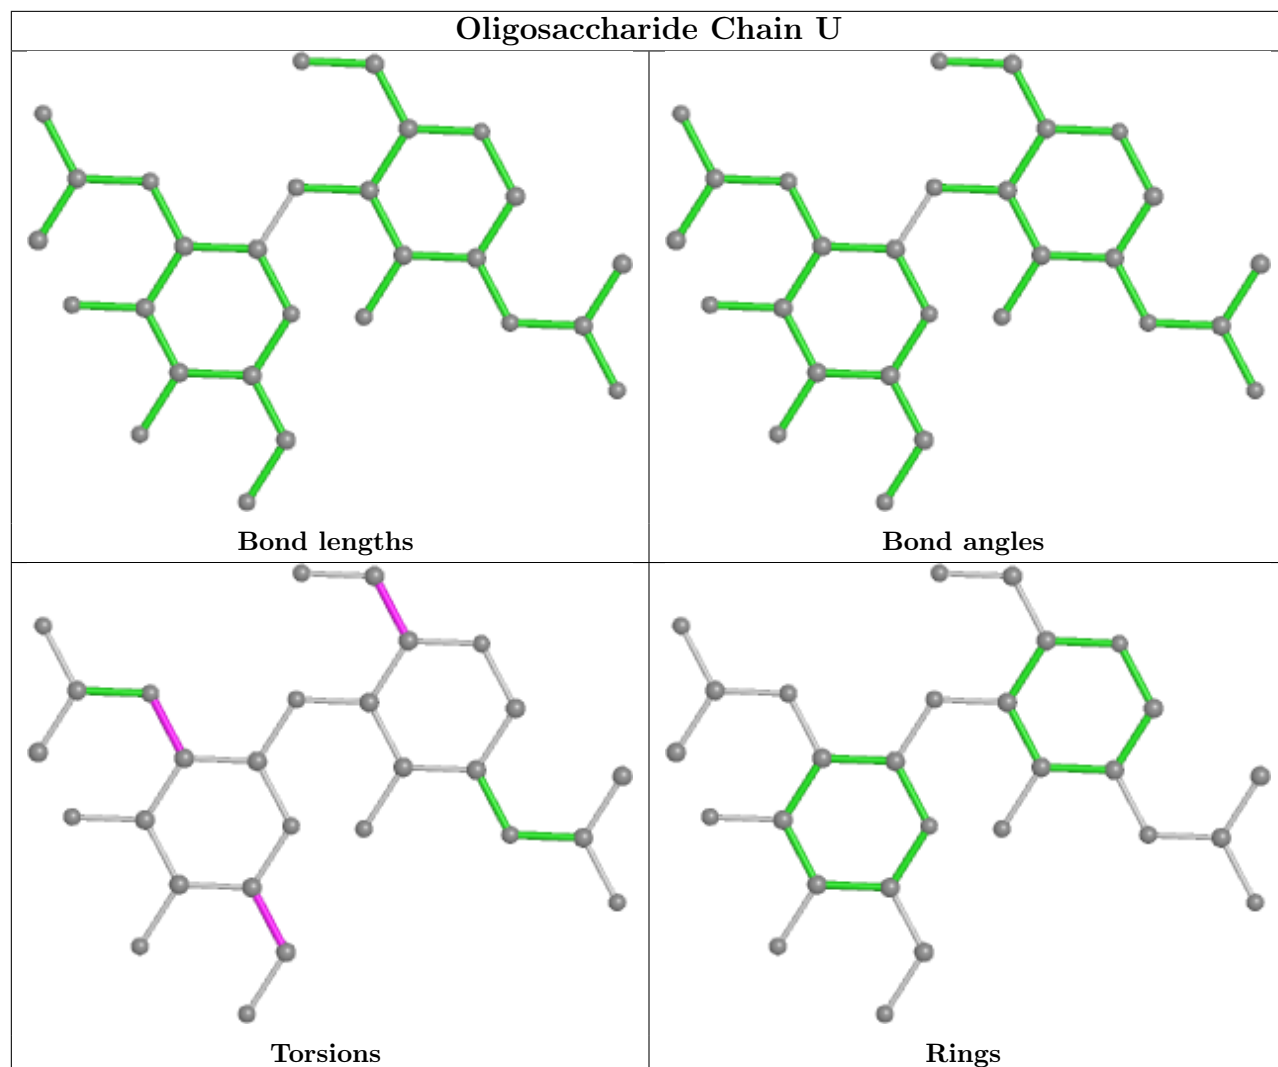 Oligosaccharide Chain U
Bond lengths
Bond angles
Torsions
Rings